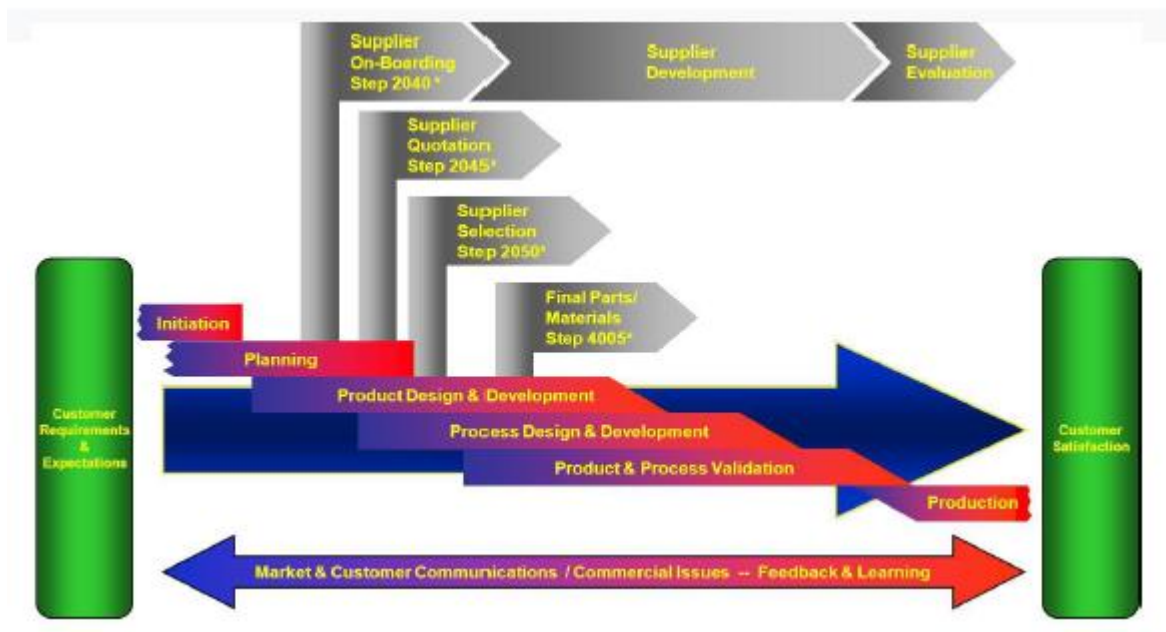 Supplier
On-Boarding
Step 2040 *
Supplier
Development
Supplier
Evaluation
Supplier
Quotation
Step 2045*
Supplier
Selection
Step 2050*
Final Parts/
Materials
Step 4005*
Initiation
Planning
Product Design & Development
Process Design & Development
Product & Process Validation
Production
Customer
Requirements
&
Expectations
Customer
Satisfaction
Market & Customer Communications / Commercial Issues -- Feedback & Learning